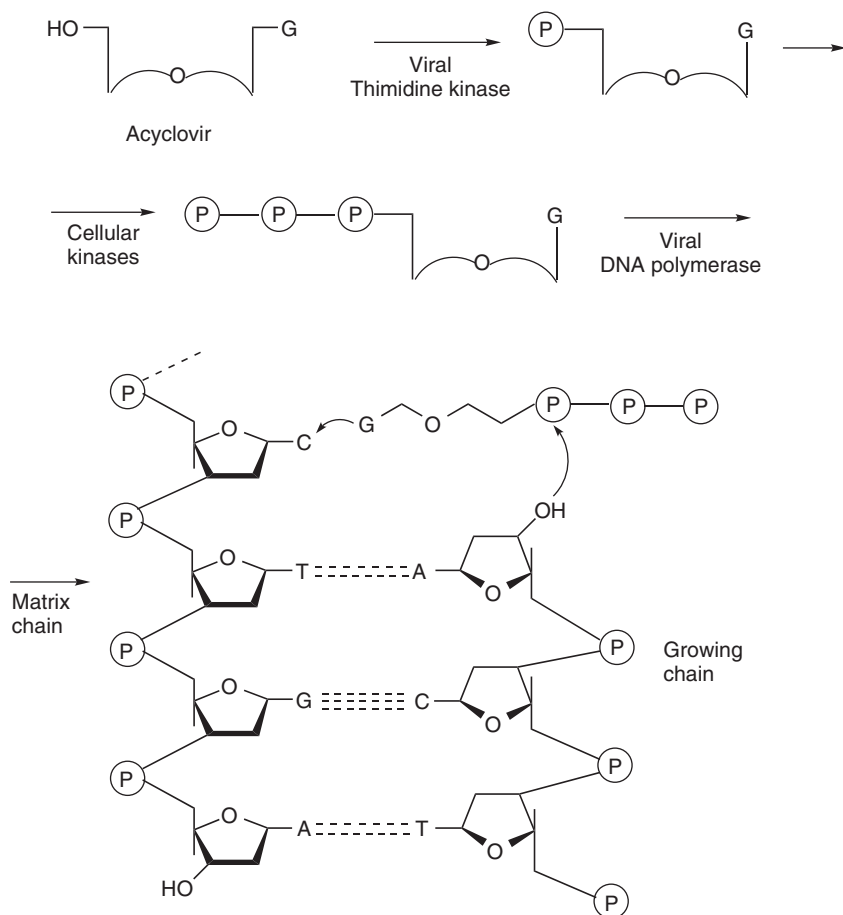 HO G
O
Acyclovir
Viral
Thimidine kinase
P G
O
Cellular
kinases
P P P G
O
Viral
DNA polymerase
P
O C G O P P P
P OH
O T A O
Matrix
chain
P P
Growing
chain
O G C O
P P
O A T O
HO
P